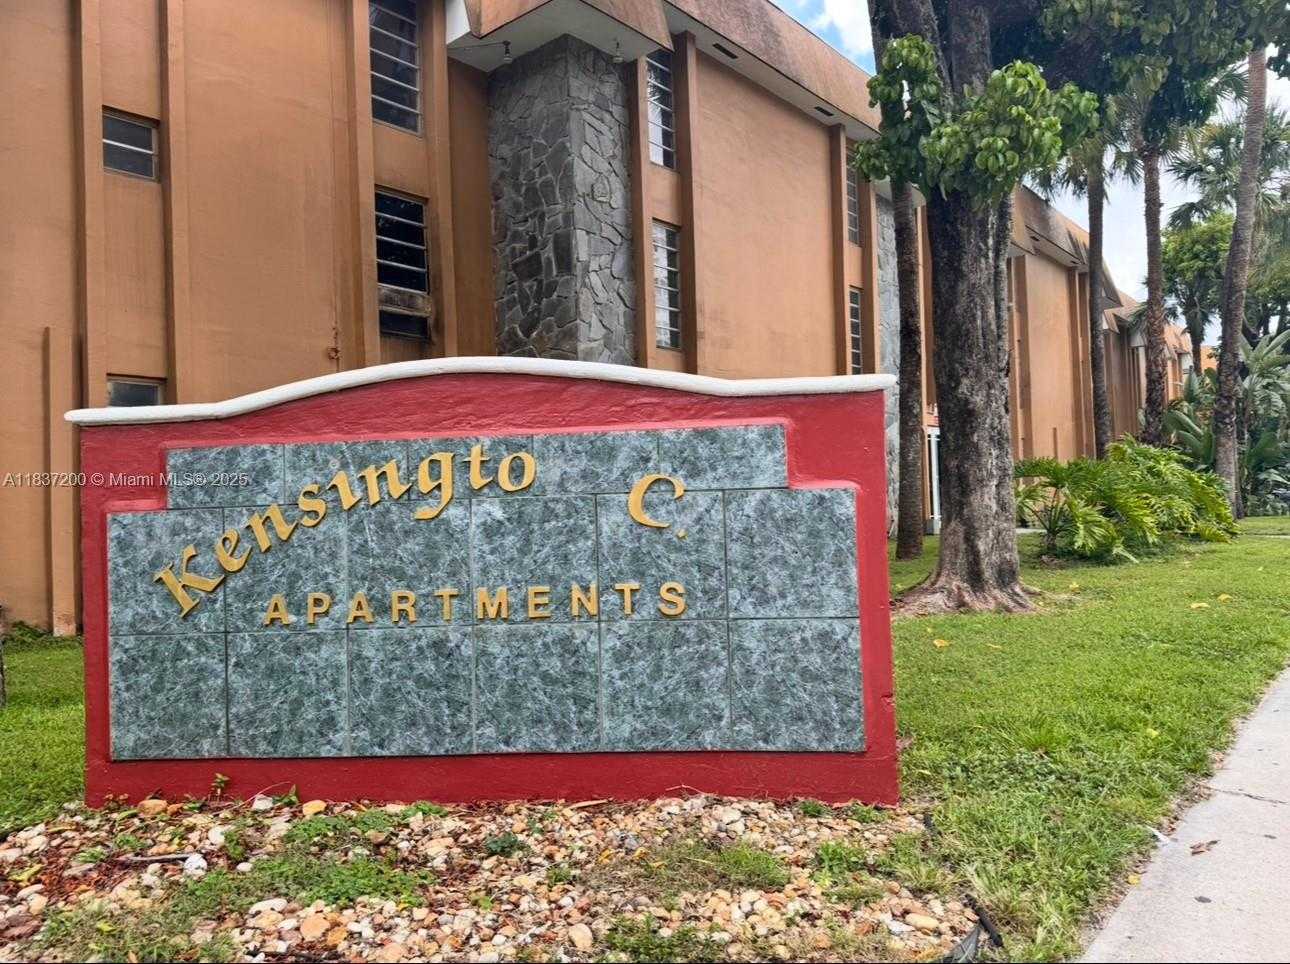 Kensingto C.
APARTMENTS
A11837200 © Miami MLS® 2025